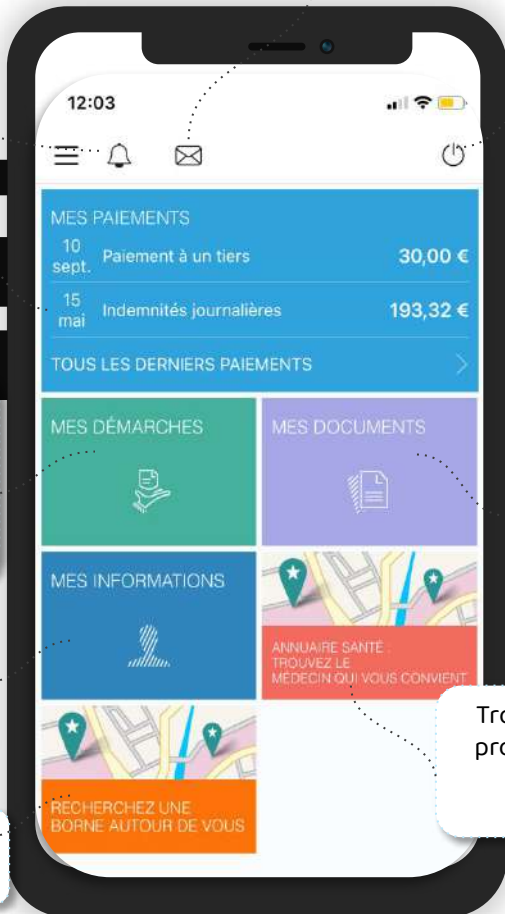 12:03
MES PAIEMENTS
10 sept. Paiement à un tiers 30,00 €
15 mai Indemnités journalières 193,32 €
TOUS LES DERNIERS PAIEMENTS
MES DÉMARCHES
MES DOCUMENTS
MES INFORMATIONS
ANNUAIRE SANTÉ :
TROUVEZ LE
MÉDECIN QUI VOUS CONVIENT
RECHERCHEZ UNE
BORNE AUTOUR DE VOUS